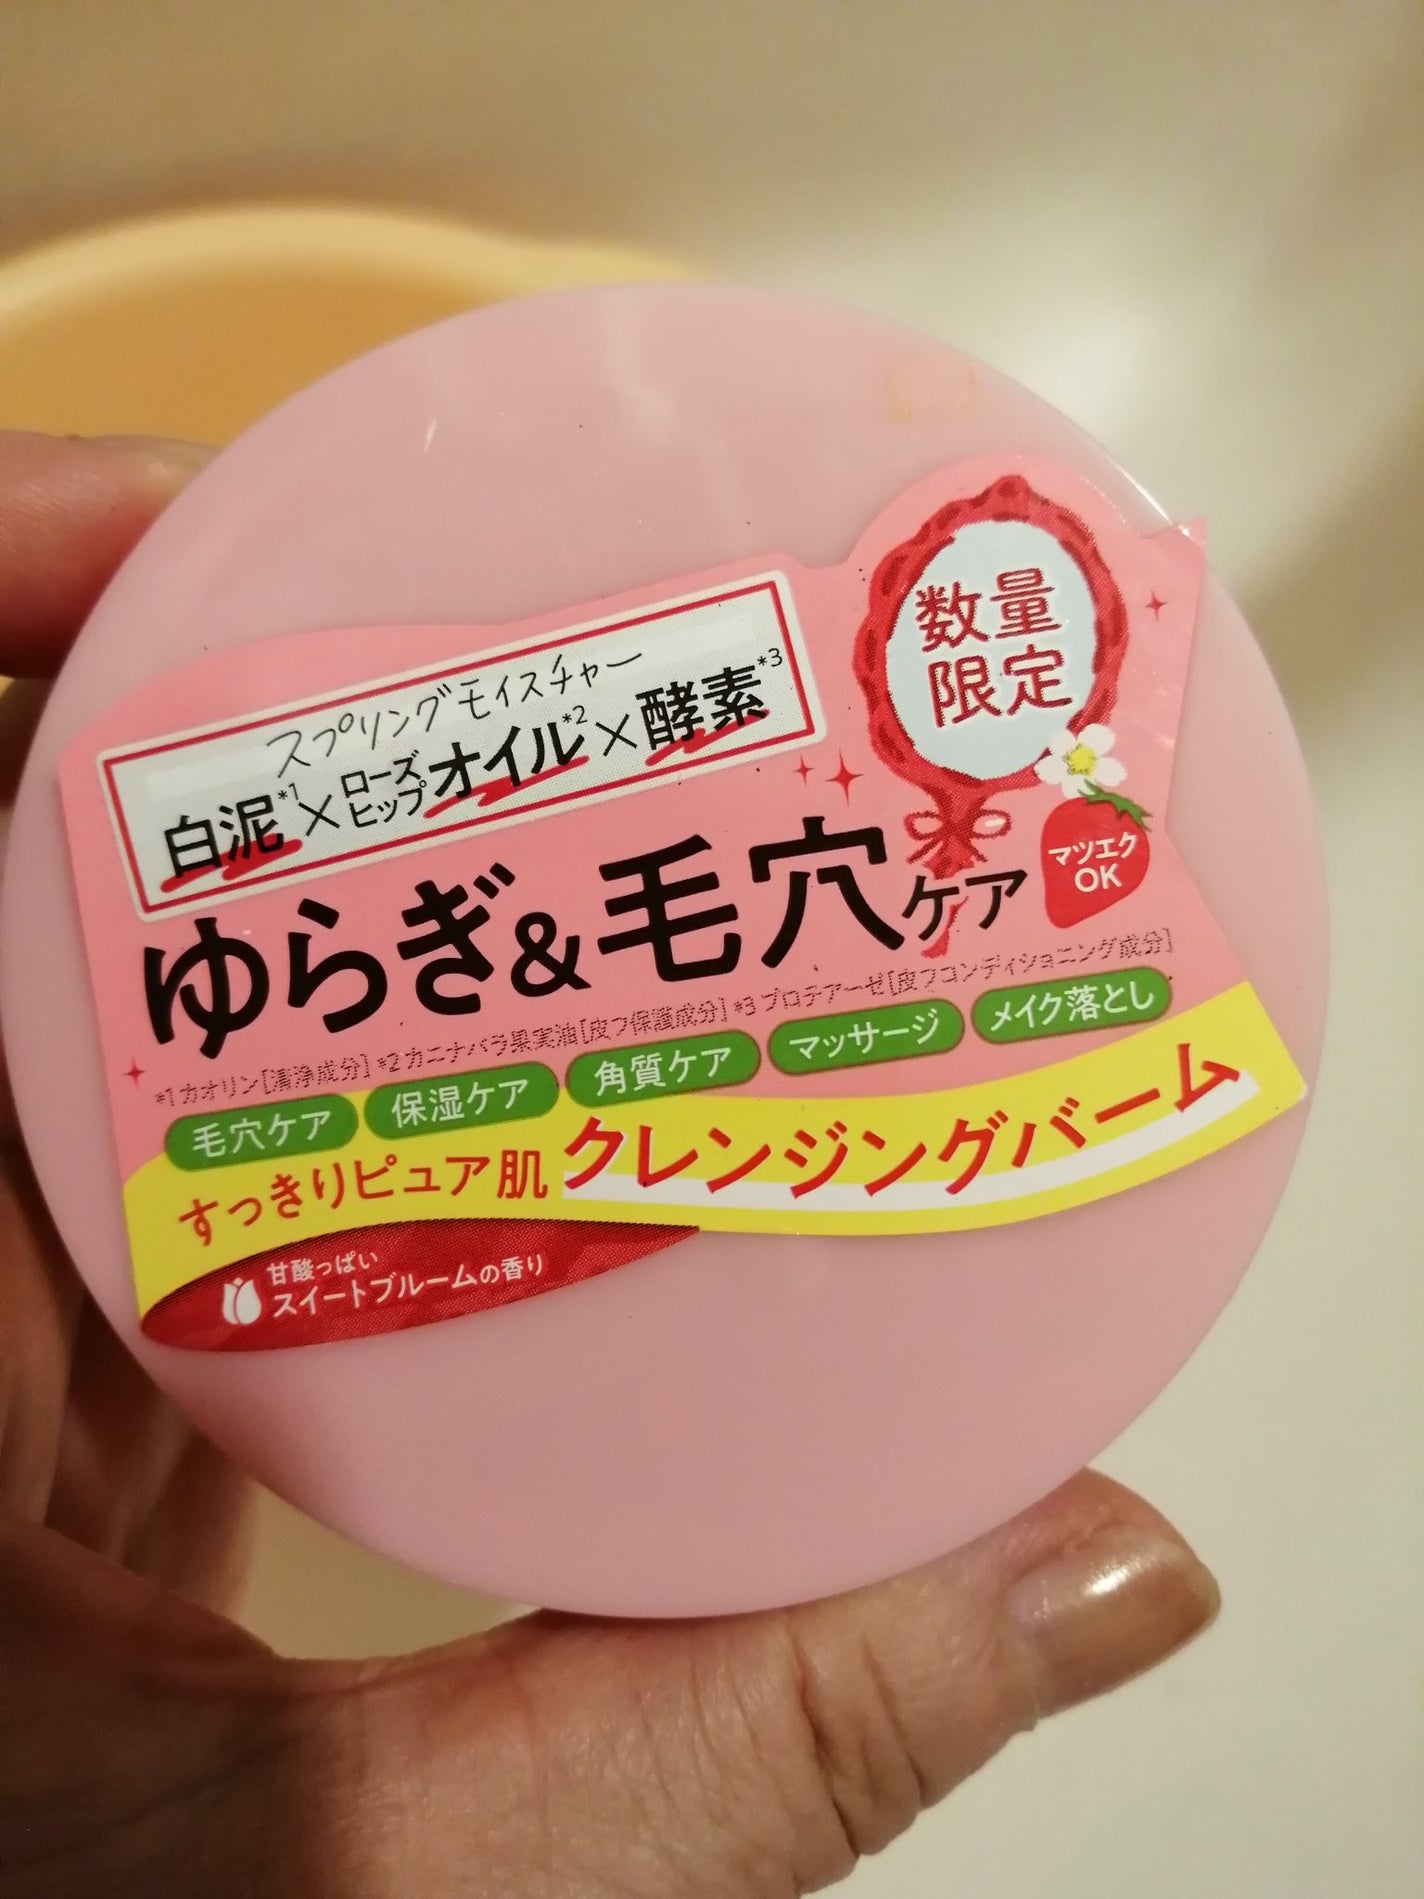 数量
限定
スプリングモイスチャー
白泥*1×ローズヒップオイル*2×酵素*3
ゆらぎ&毛穴ケア
マツエク
OK
*1カオリン[清浄成分] *2カニナバラ果実油[皮フ保護成分] *3プロテアーゼ[皮フコンディショニング成分]
毛穴ケア 保湿ケア 角質ケア マッサージ メイク落とし
すっきりピュア肌 クレンジングバーム
甘酸っぱい
スイートブルームの香り